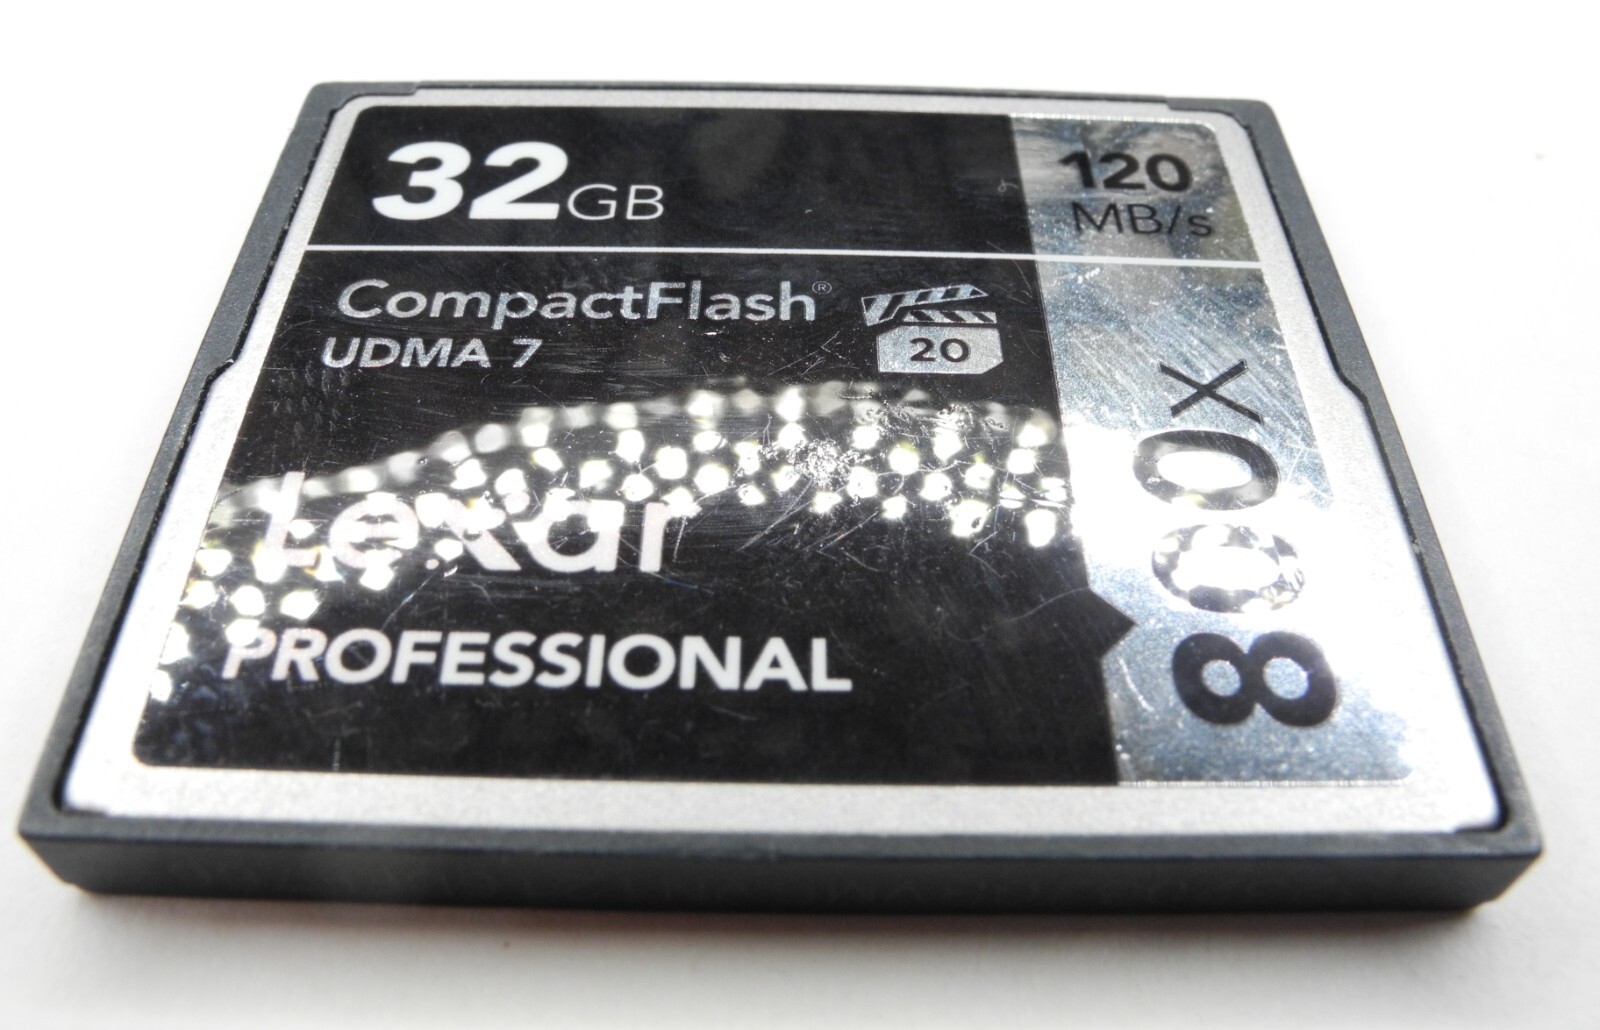 32GB
120
MB/s
CompactFlash®
UDMA 7
20
800X
Lexar
PROFESSIONAL